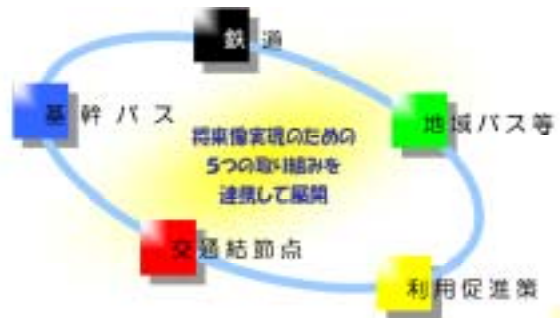 鉄道
基幹バス
地域バス等
将来像実現のための
5つの取り組みを
連携して展開
交通結節点
利用促進策